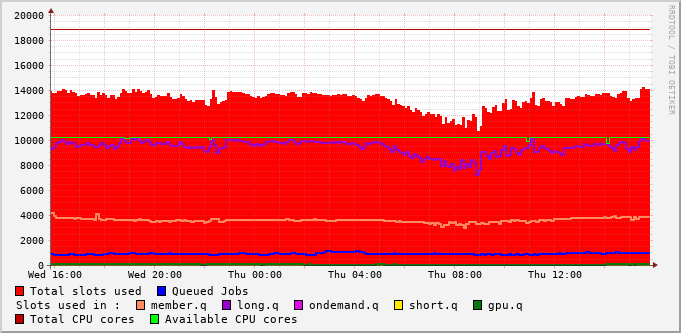 RRDTOOL / TOBI OETIKER
20000
18000
16000
14000
12000
10000
8000
6000
4000
2000
0
Wed 16:00 Wed 20:00 Thu 00:00 Thu 04:00 Thu 08:00 Thu 12:00
Total slots used Queued Jobs
Slots used in : member.q long.q ondemand.q short.q gpu.q
Total CPU cores Available CPU cores